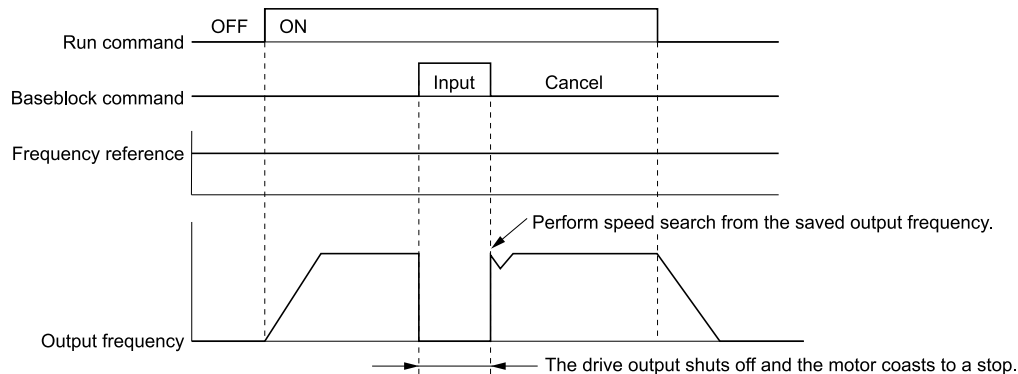 OFF ON
Run command
Input Cancel
Baseblock command
Frequency reference
Perform speed search from the saved output frequency.
Output frequency
The drive output shuts off and the motor coasts to a stop.